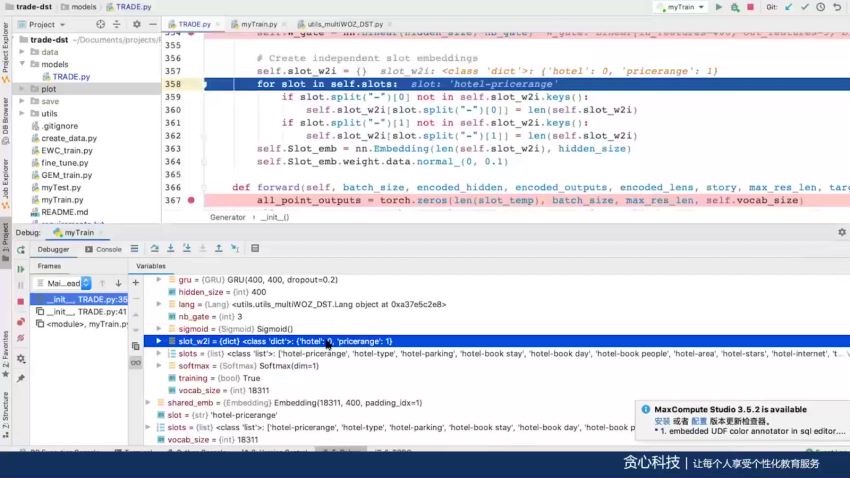 trade-dst
models
TRADE.py
myTrain
Git:
Project
TRADE.py
myTrain.py
utils_multiWOZ_DST.py
trade-dst ~/Documents/projects/
data
models
TRADE.py
plot
save
utils
.gitignore
create_data.py
EWC_train.py
fine_tune.py
GEM_train.py
myTest.py
myTrain.py
README.md
355
356 # Create independent slot embeddings
357 self.slot_w2i = {} slot_w2i: <class 'dict'>: {'hotel': 0, 'pricerange': 1}
358 for slot in self.slots: slot: 'hotel-pricerange'
359 if slot.split("-")[0] not in self.slot_w2i.keys():
360 self.slot_w2i[slot.split("-")[0]] = len(self.slot_w2i)
361 if slot.split("-")[1] not in self.slot_w2i.keys():
362 self.slot_w2i[slot.split("-")[1]] = len(self.slot_w2i)
363 self.Slot_emb = nn.Embedding(len(self.slot_w2i), hidden_size)
364 self.Slot_emb.weight.data.normal_(0, 0.1)
365
366 def forward(self, batch_size, encoded_hidden, encoded_outputs, encoded_lens, story, max_res_len, targ
367 all_point_outputs = torch.zeros(len(slot_temp), batch_size, max_res_len, self.vocab_size)
Generator
__init__()
Project Explorer
DB Browser
Job Explorer
1: Project
2: Favorites
Z: Structure
Debug:
myTrain
Debugger
Console
Frames
Variables
Mai...ead
__init__, TRADE.py:35
__init__, TRADE.py:41
<module>, myTrain.py
gru = {GRU} GRU(400, 400, dropout=0.2)
hidden_size = {int} 400
lang = {Lang} <utils.utils_multiWOZ_DST.Lang object at 0xa37e5c2e8>
nb_gate = {int} 3
sigmoid = {Sigmoid} Sigmoid()
slot_w2i = {dict} <class 'dict'>: {'hotel': 0, 'pricerange': 1}
slots = {list} <class 'list'>: ['hotel-pricerange', 'hotel-type', 'hotel-parking', 'hotel-book stay', 'hotel-book day', 'hotel-book people', 'hotel-area', 'hotel-stars', 'hotel-internet', 't...
softmax = {Softmax} Softmax(dim=1)
training = {bool} True
vocab_size = {int} 18311
shared_emb = {Embedding} Embedding(18311, 400, padding_idx=1)
slot = {str} 'hotel-pricerange'
slots = {list} <class 'list'>: ['hotel-pricerange', 'hotel-type', 'hotel-parking', 'hotel-book stay', 'hotel-book day', 'hotel-book
vocab_size = {int} 18311
MaxCompute Studio 3.5.2 is available
安装 或者 配置 版本更新检查器.
* 1. embedded UDF color annotator in sql editor....
贪心科技 | 让每个人享受个性化教育服务